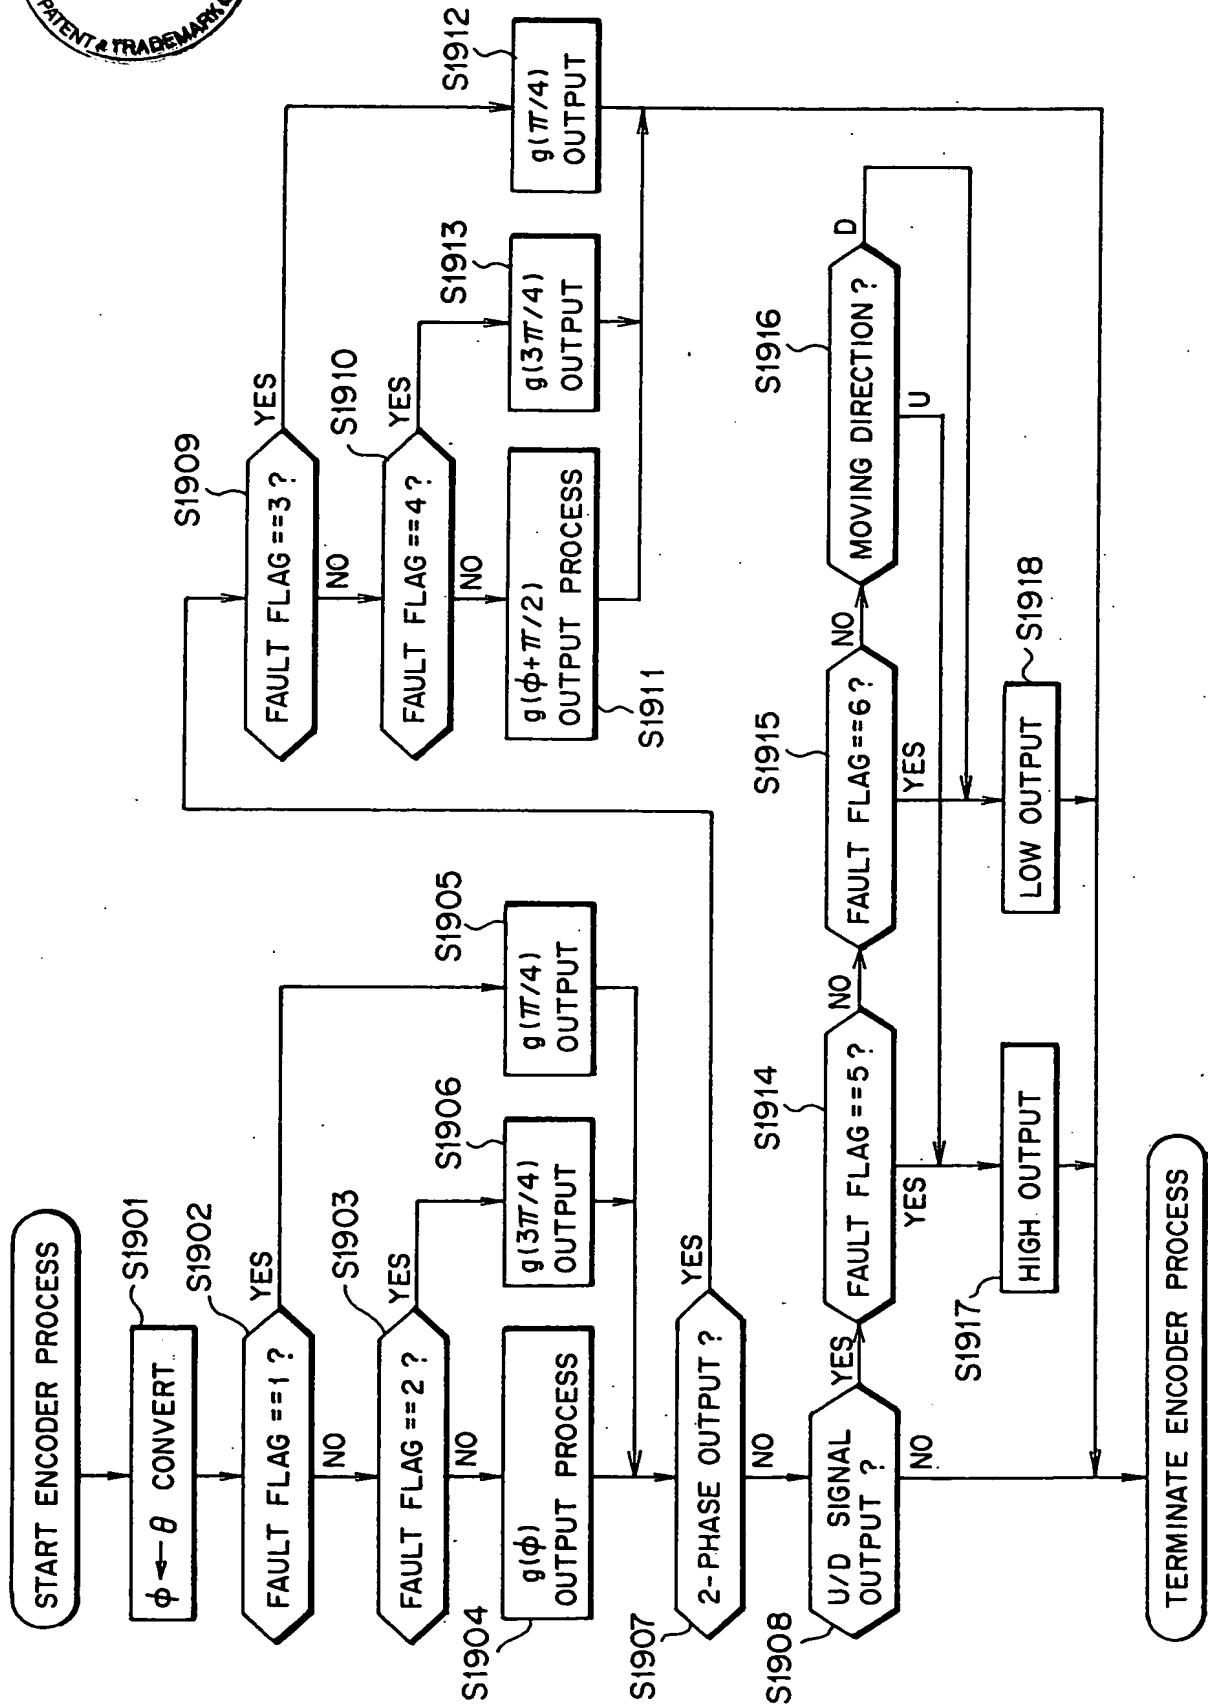 PATENT & TRADEMARK
START ENCODER PROCESS
S1901
ϕ ← θ CONVERT
S1902
FAULT FLAG ==1 ?
YES
NO
S1903
FAULT FLAG ==2 ?
YES
NO
S1904
g(ϕ)
OUTPUT PROCESS
S1906
g(3π/4)
OUTPUT
S1905
g(π/4)
OUTPUT
S1907
2-PHASE OUTPUT ?
YES
NO
S1908
U/D SIGNAL
OUTPUT ?
YES
NO
S1909
FAULT FLAG ==3 ?
YES
NO
S1910
FAULT FLAG ==4 ?
YES
NO
S1911
g(ϕ+π/2)
OUTPUT PROCESS
S1913
g(3π/4)
OUTPUT
S1912
g(π/4)
OUTPUT
S1914
FAULT FLAG ==5 ?
NO
YES
S1915
FAULT FLAG ==6 ?
NO
YES
S1916
MOVING DIRECTION ?
D
U
S1917
HIGH OUTPUT
S1918
LOW OUTPUT
TERMINATE ENCODER PROCESS